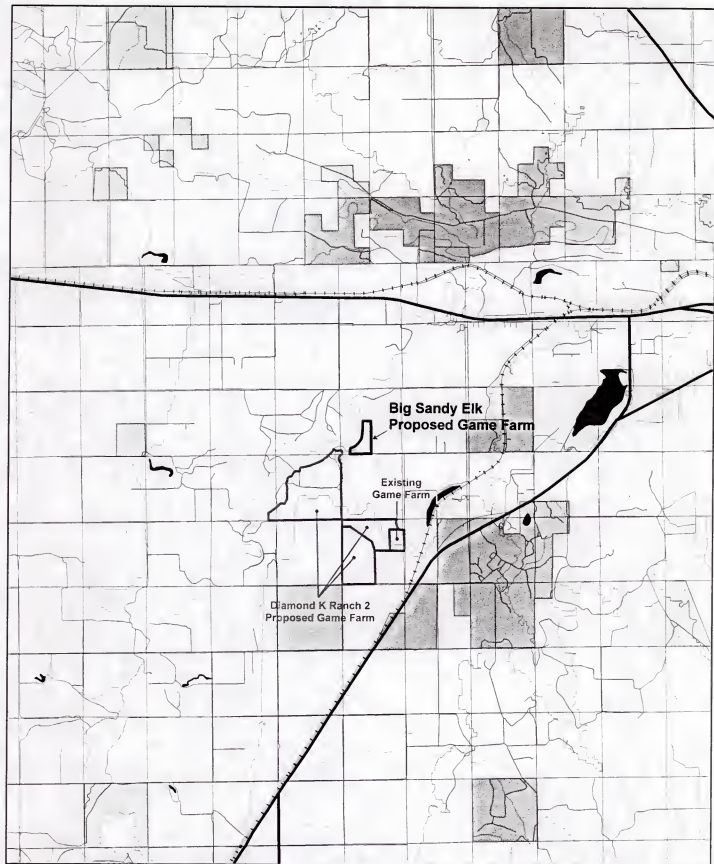 Big Sandy Elk
Proposed Game Farm
Existing
Game Farm
Diamond K Ranch 2
Proposed Game Farm